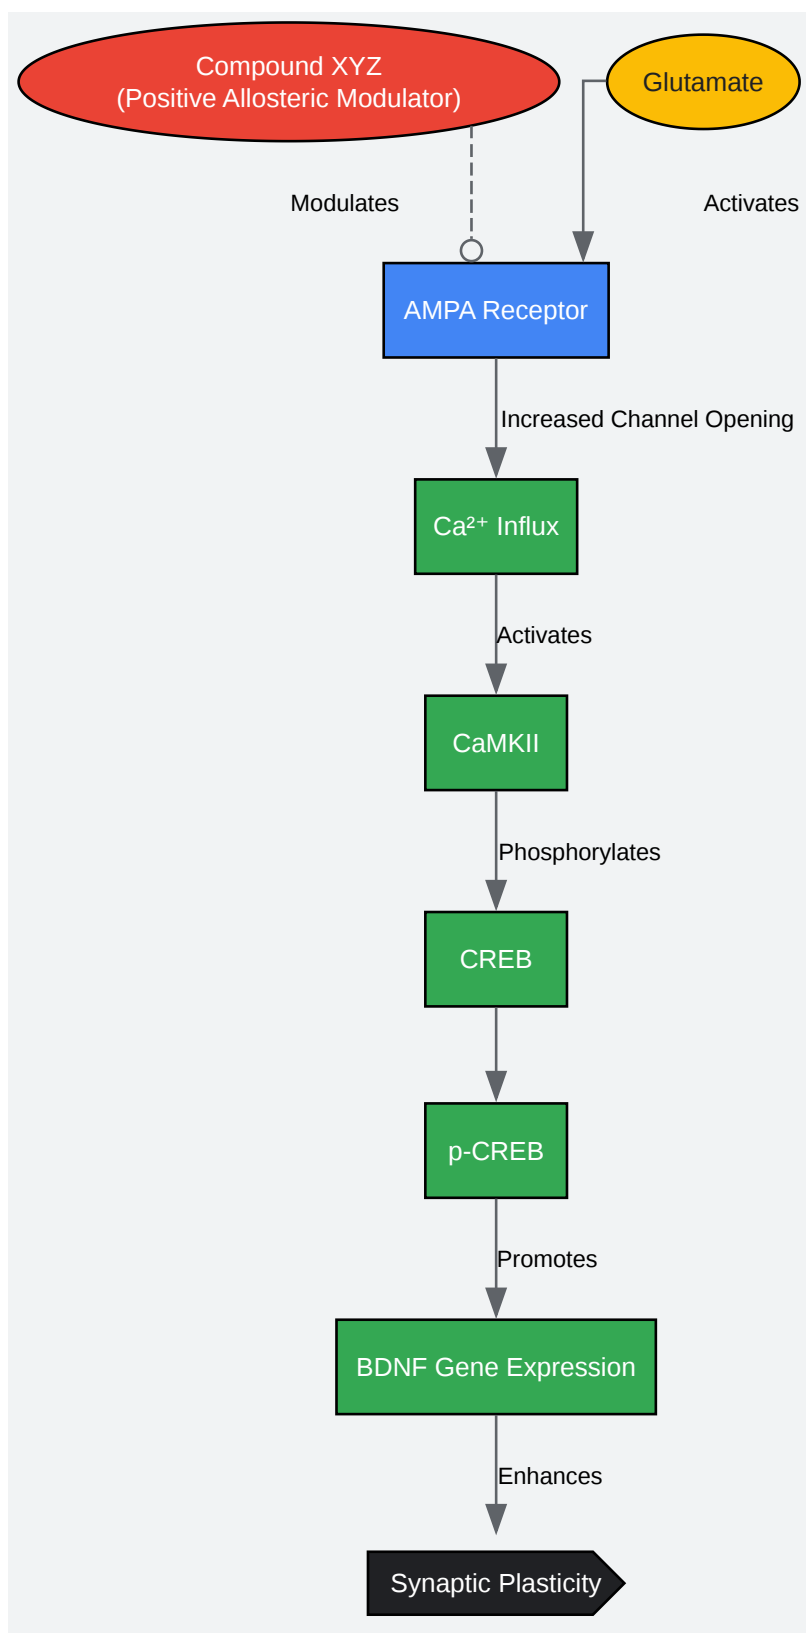 Compound XYZ
(Positive Allosteric Modulator)
Glutamate
Modulates
Activates
AMPA Receptor
Increased Channel Opening
Ca²⁺ Influx
Activates
CaMKII
Phosphorylates
CREB
p-CREB
Promotes
BDNF Gene Expression
Enhances
Synaptic Plasticity